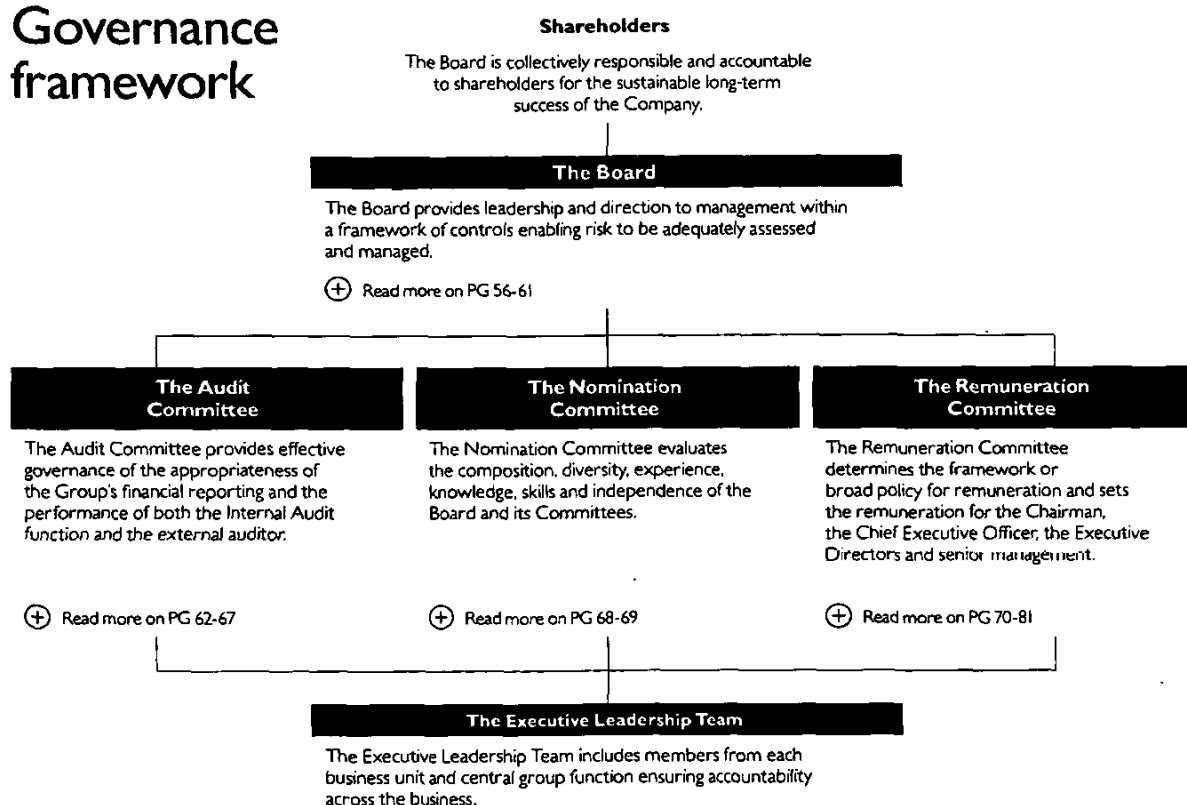 Governance
framework
Shareholders
The Board is collectively responsible and accountable
to shareholders for the sustainable long-term
success of the Company.
The Board
The Board provides leadership and direction to management within
a framework of controls enabling risk to be adequately assessed
and managed.
Read more on PG 56-61
The Audit
Committee
The Audit Committee provides effective
governance of the appropriateness of
the Group's financial reporting and the
performance of both the Internal Audit
function and the external auditor.
Read more on PG 62-67
The Nomination
Committee
The Nomination Committee evaluates
the composition, diversity, experience,
knowledge, skills and independence of the
Board and its Committees.
Read more on PG 68-69
The Remuneration
Committee
The Remuneration Committee
determines the framework or
broad policy for remuneration and sets
the remuneration for the Chairman,
the Chief Executive Officer, the Executive
Directors and senior management.
Read more on PG 70-81
The Executive Leadership Team
The Executive Leadership Team includes members from each
business unit and central group function ensuring accountability
across the business.